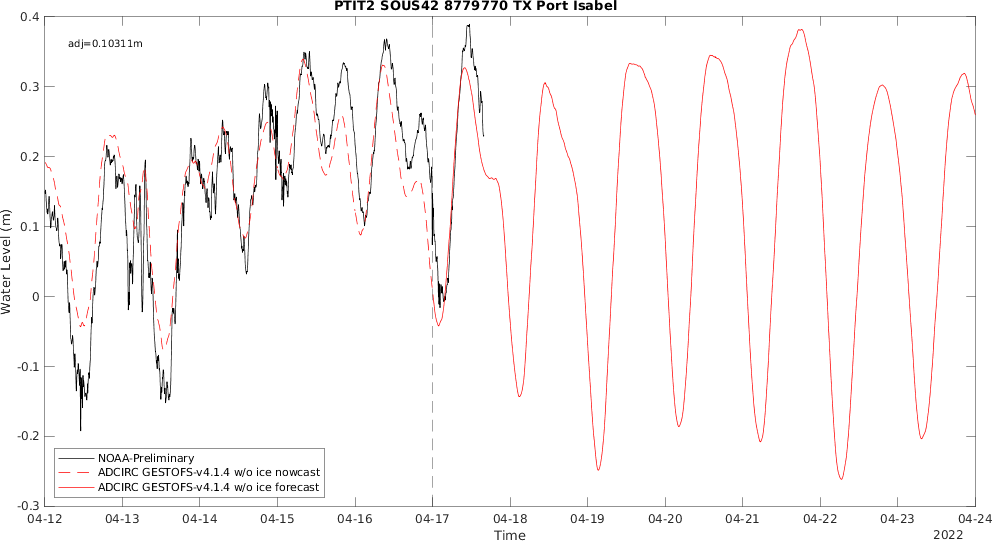 PTIT2 SOUS42 8779770 TX Port Isabel
adj=0.10311m
0.4
0.3
0.2
0.1
0
-0.1
-0.2
-0.3
Water Level (m)
NOAA-Preliminary
ADCIRC GESTOFS-v4.1.4 w/o ice nowcast
ADCIRC GESTOFS-v4.1.4 w/o ice forecast
04-12 04-13 04-14 04-15 04-16 04-17 04-18 04-19 04-20 04-21 04-22 04-23 04-24
Time
2022